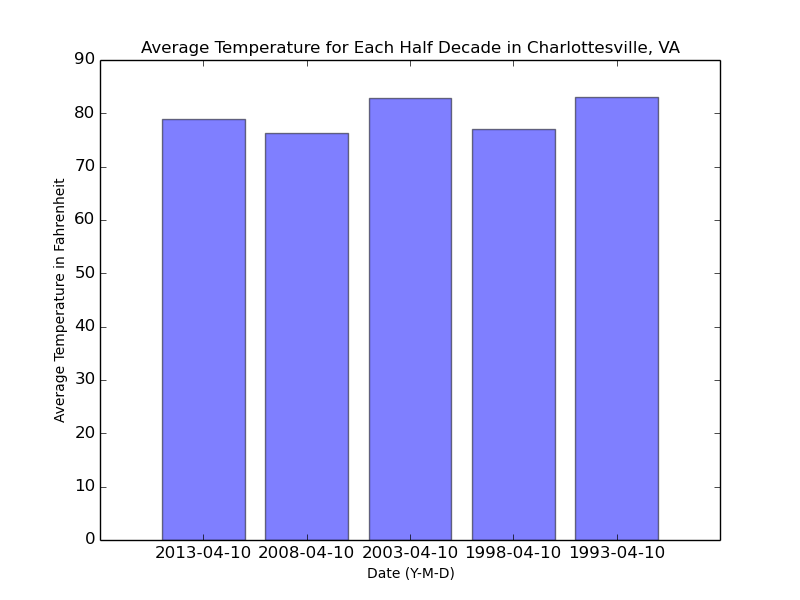 Average Temperature for Each Half Decade in Charlottesville, VA
90
80
70
60
50
40
30
20
10
0
Average Temperature in Fahrenheit
2013-04-10 2008-04-10 2003-04-10 1998-04-10 1993-04-10
Date (Y-M-D)